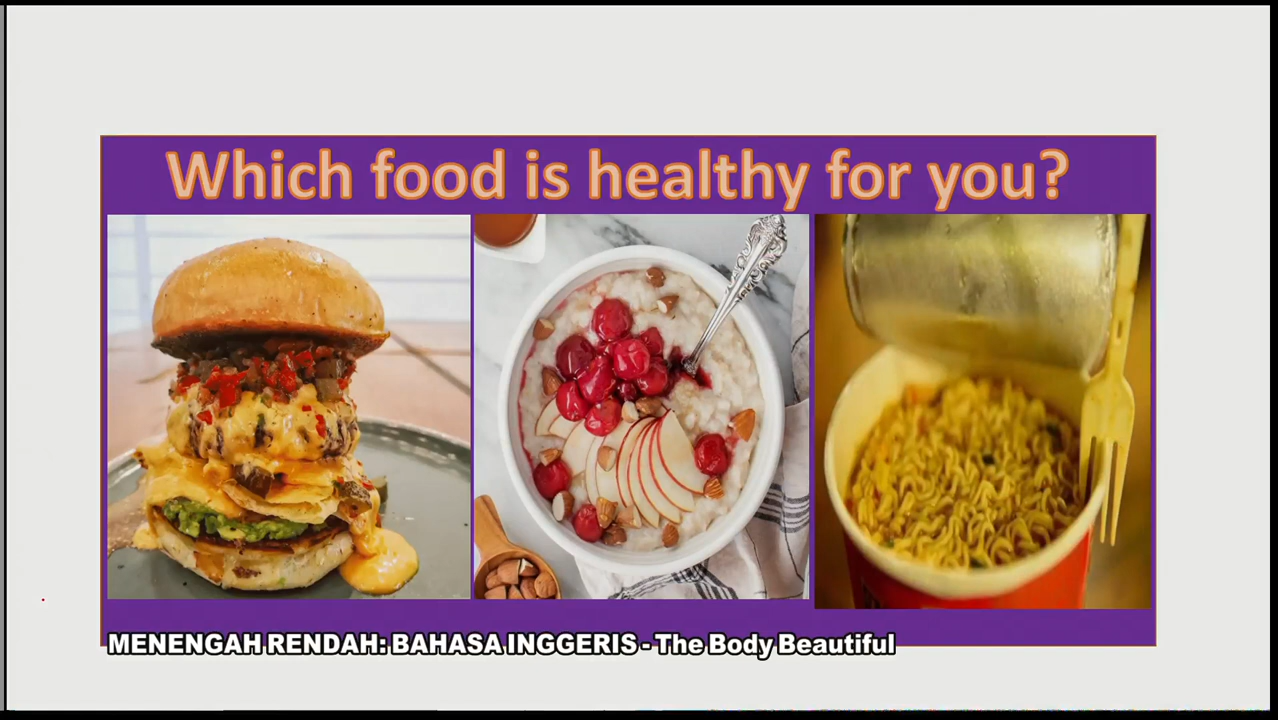 Which food is healthy for you?
MENENGAH RENDAH: BAHASA INGGERIS - The Body Beautiful